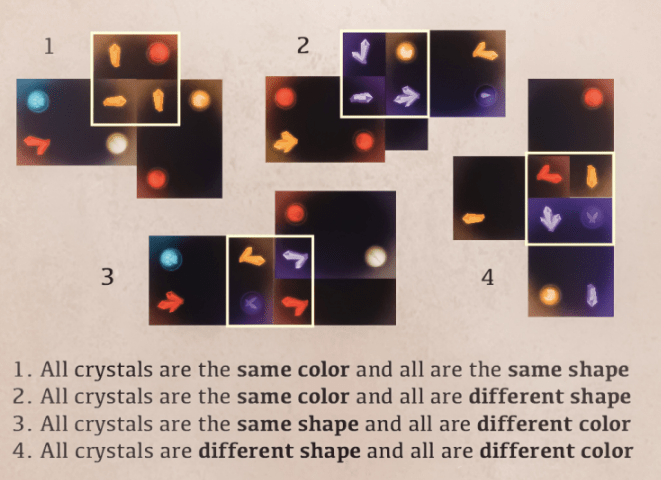 1
2
3
4
1. All crystals are the same color and all are the same shape
2. All crystals are the same color and all are different shape
3. All crystals are the same shape and all are different color
4. All crystals are different shape and all are different color